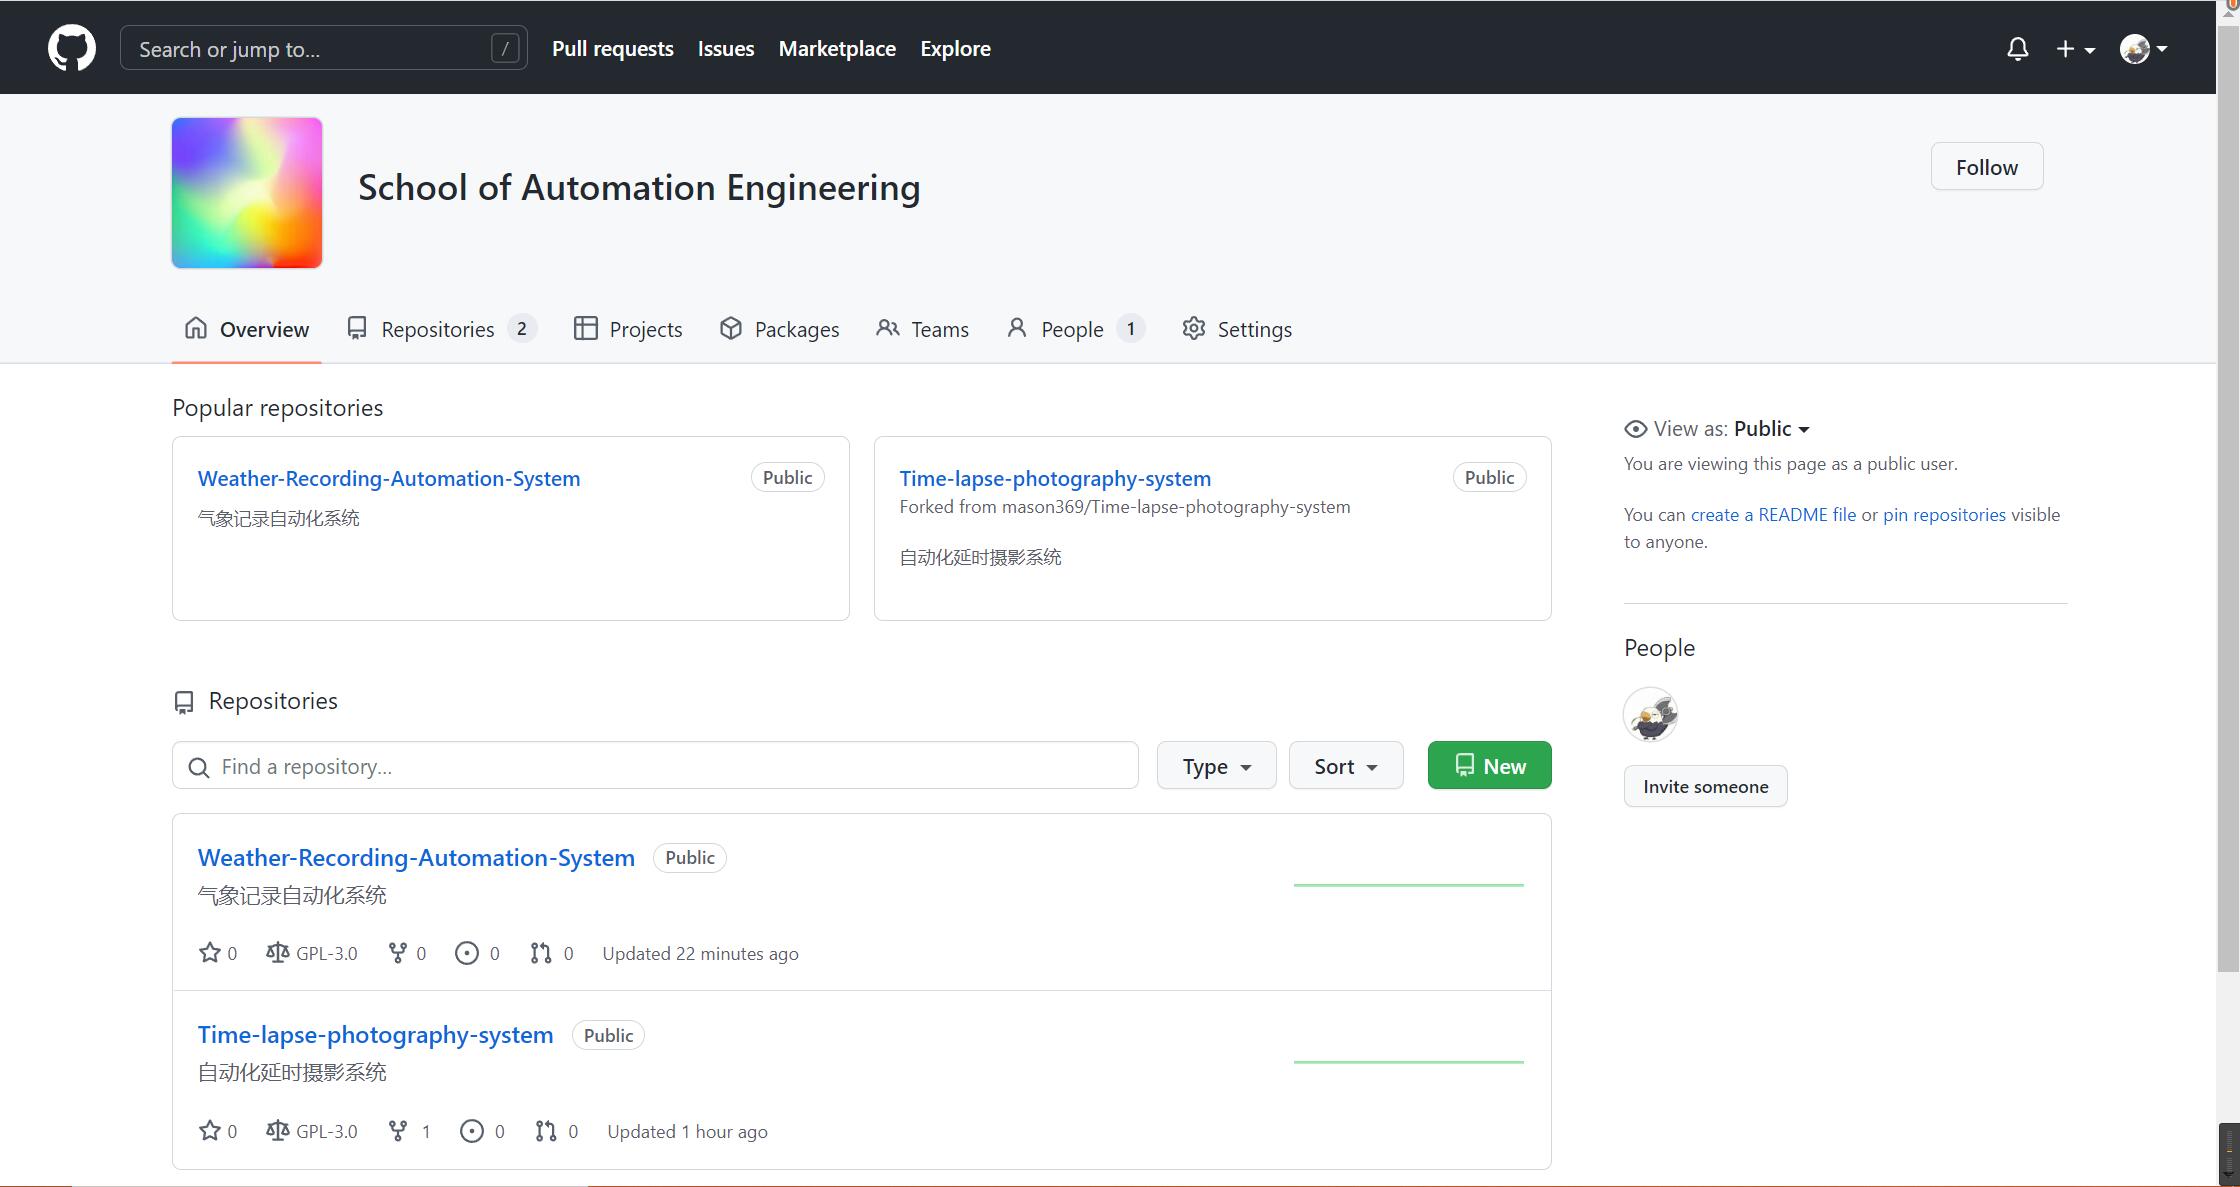 Search or jump to...
/
Pull requests
Issues
Marketplace
Explore
School of Automation Engineering
Follow
Overview
Repositories 2
Projects
Packages
Teams
People 1
Settings
Popular repositories
Weather-Recording-Automation-System
Public
气象记录自动化系统
Time-lapse-photography-system
Public
Forked from mason369/Time-lapse-photography-system
自动化延时摄影系统
View as: Public
You are viewing this page as a public user.
You can create a README file or pin repositories visible
to anyone.
People
Invite someone
Repositories
Find a repository...
Type
Sort
New
Weather-Recording-Automation-System
Public
气象记录自动化系统
0 GPL-3.0 0 0 0 Updated 22 minutes ago
Time-lapse-photography-system
Public
自动化延时摄影系统
0 GPL-3.0 1 0 0 Updated 1 hour ago